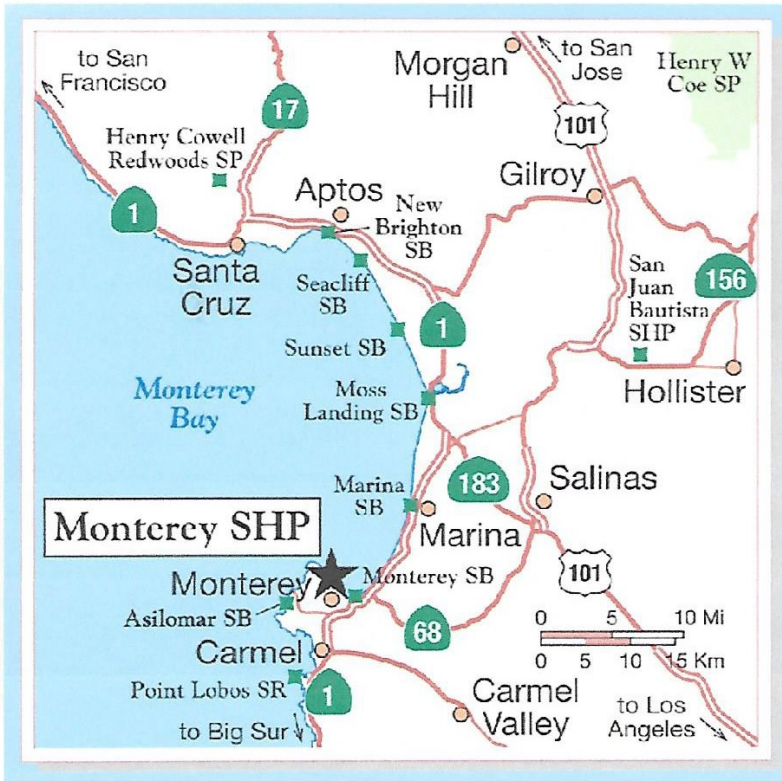 to San
Francisco
17
Morgan
Hill
to San
Jose
Henry W
Coe SP
101
Henry Cowell
Redwoods SP
Gilroy
1
Aptos
New
Brighton
SB
Santa
Cruz
Seacliff
SB
San
Juan
Bautista
SHP
156
1
Sunset SB
Monterey
Bay
Moss
Landing SB
Hollister
Marina
SB
183
Salinas
Monterey SHP
Marina
Monterey
Monterey SB
101
Asilomar SB
68
0 5 10 Mi
0 5 10 15 Km
Carmel
Point Lobos SR
1
Carmel
Valley
to Big Sur
to Los
Angeles